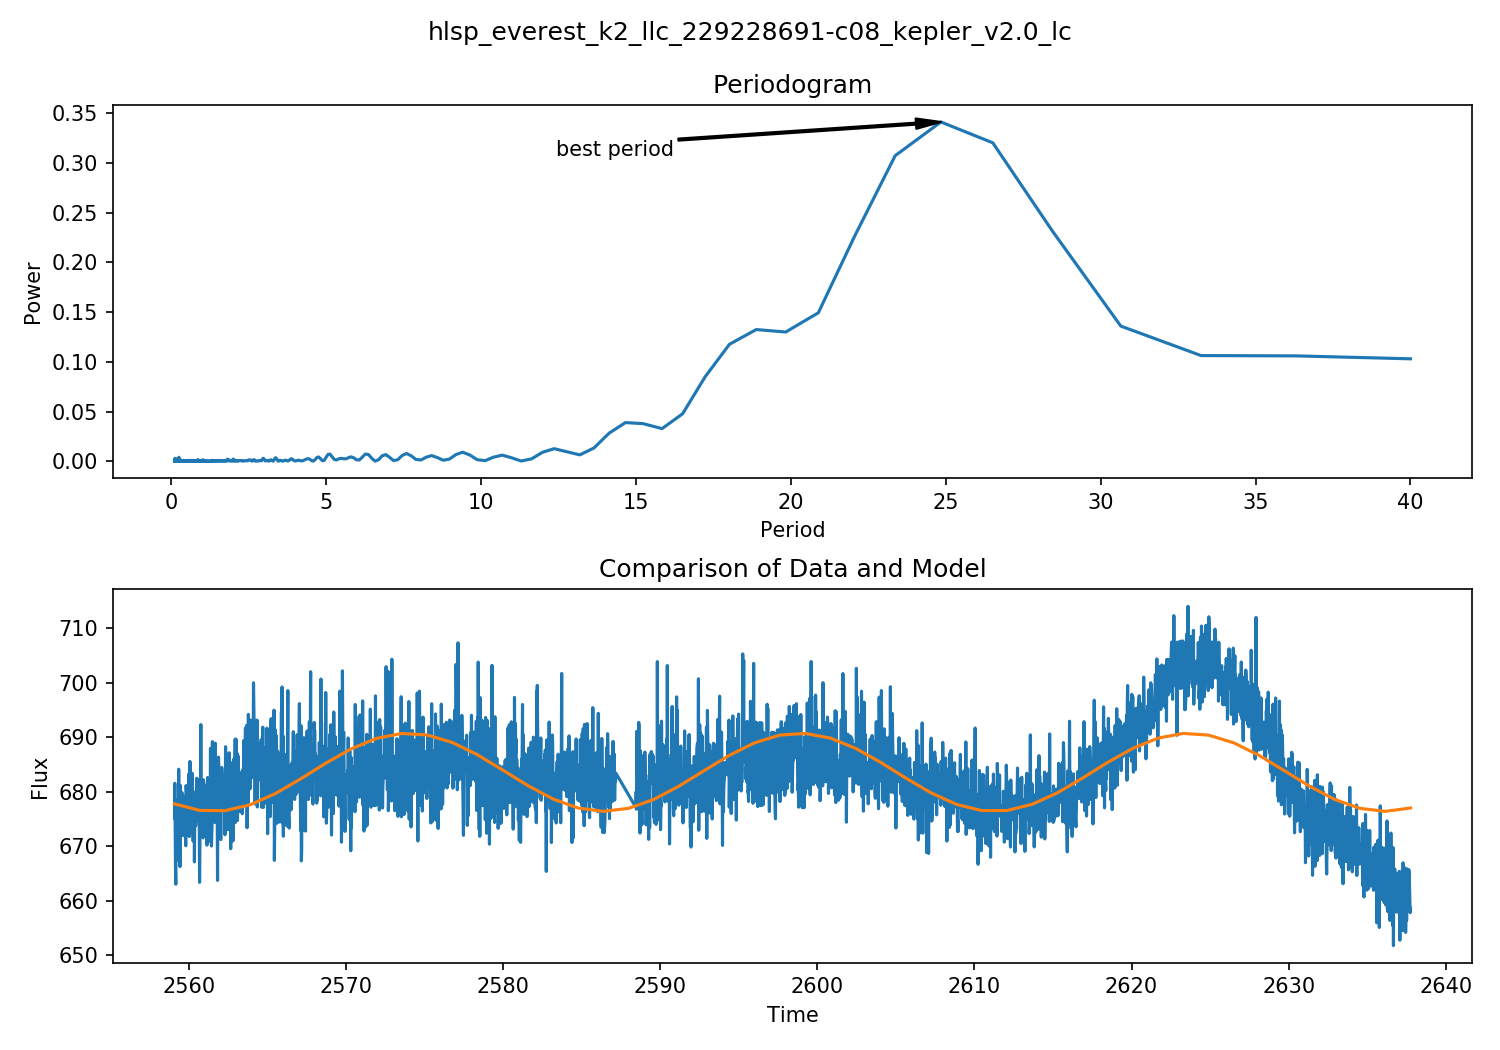 hlsp_everest_k2_llc_229228691-c08_kepler_v2.0_lc
Periodogram
0.35
0.30
0.25
0.20
0.15
0.10
0.05
0.00
Power
best period
0 5 10 15 20 25 30 35 40
Period
Comparison of Data and Model
710
700
690
680
670
660
650
Flux
2560 2570 2580 2590 2600 2610 2620 2630 2640
Time